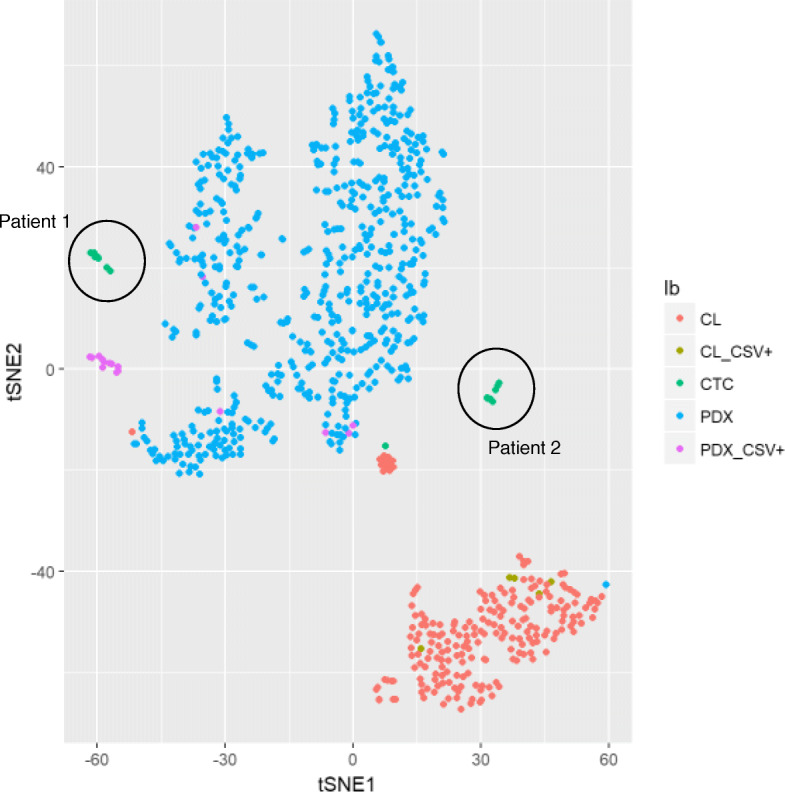 40
Patient 1
lb
CL
CL_CSV+
0
CTC
tSNE2
PDX
Patient 2
PDX_CSV+
-40
-60
-30
0
30
60
tSNE1